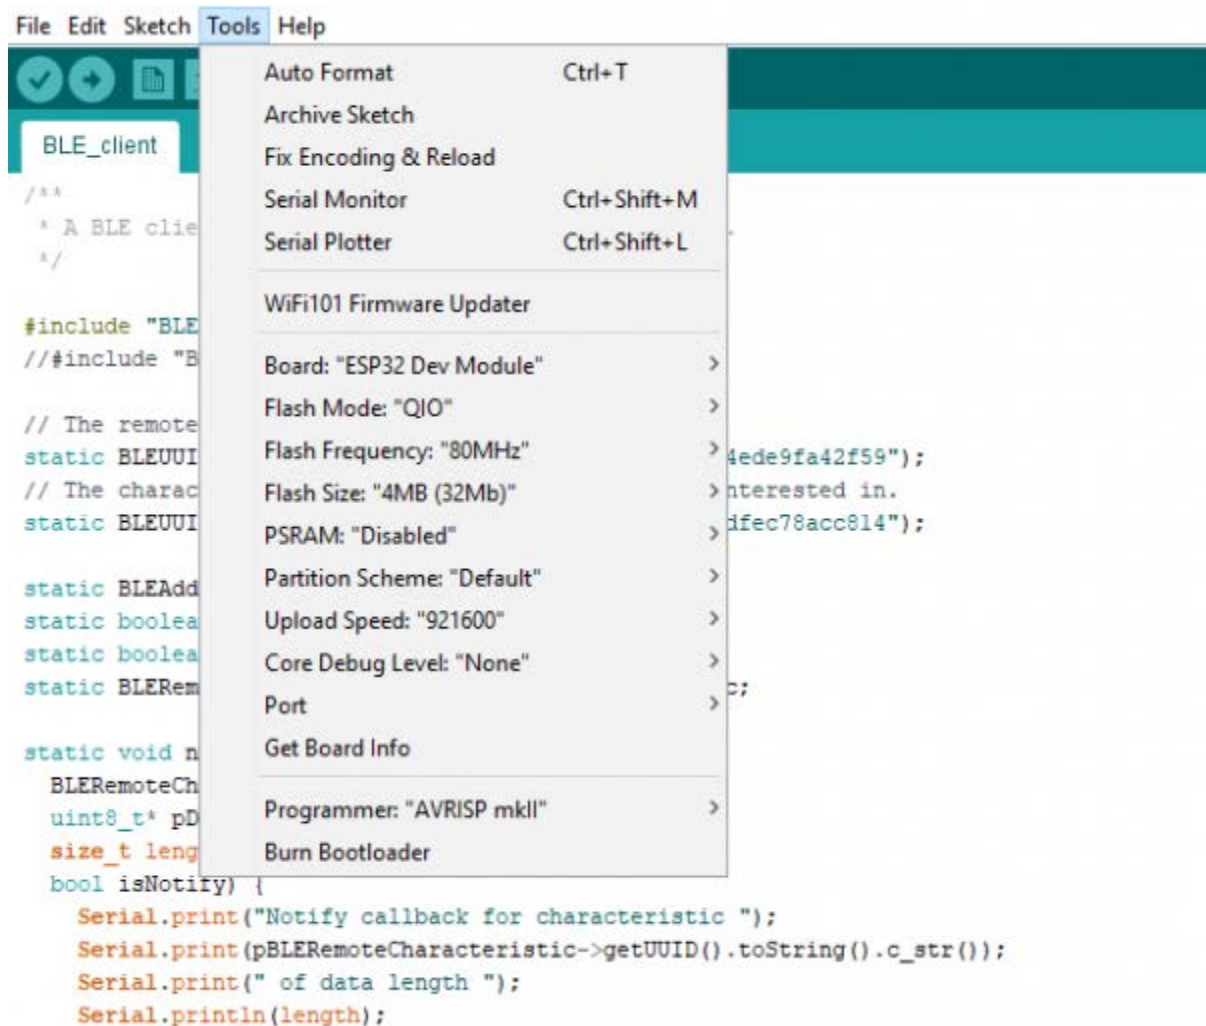 File Edit Sketch Tools Help
BLE_client
Auto Format Ctrl+T
Archive Sketch
Fix Encoding & Reload
Serial Monitor Ctrl+Shift+M
Serial Plotter Ctrl+Shift+L
WiFi101 Firmware Updater
Board: "ESP32 Dev Module"
Flash Mode: "QIO"
Flash Frequency: "80MHz"
Flash Size: "4MB (32Mb)"
PSRAM: "Disabled"
Partition Scheme: "Default"
Upload Speed: "921600"
Core Debug Level: "None"
Port
Get Board Info
Programmer: "AVRISP mkII"
Burn Bootloader
/**
* A BLE clie
*/
#include "BLE
//#include "B
// The remote
static BLEUUI 4ede9fa42f59");
// The charac nterested in.
static BLEUUI dfec78acc814");
static BLEAdd
static boolea
static boolea
static BLERem c;
static void n
BLERemoteCh
uint8_t* pD
size_t leng
bool isNotify) {
Serial.print("Notify callback for characteristic ");
Serial.print(pBLERemoteCharacteristic->getUUID().toString().c_str());
Serial.print(" of data length ");
Serial.println(length);